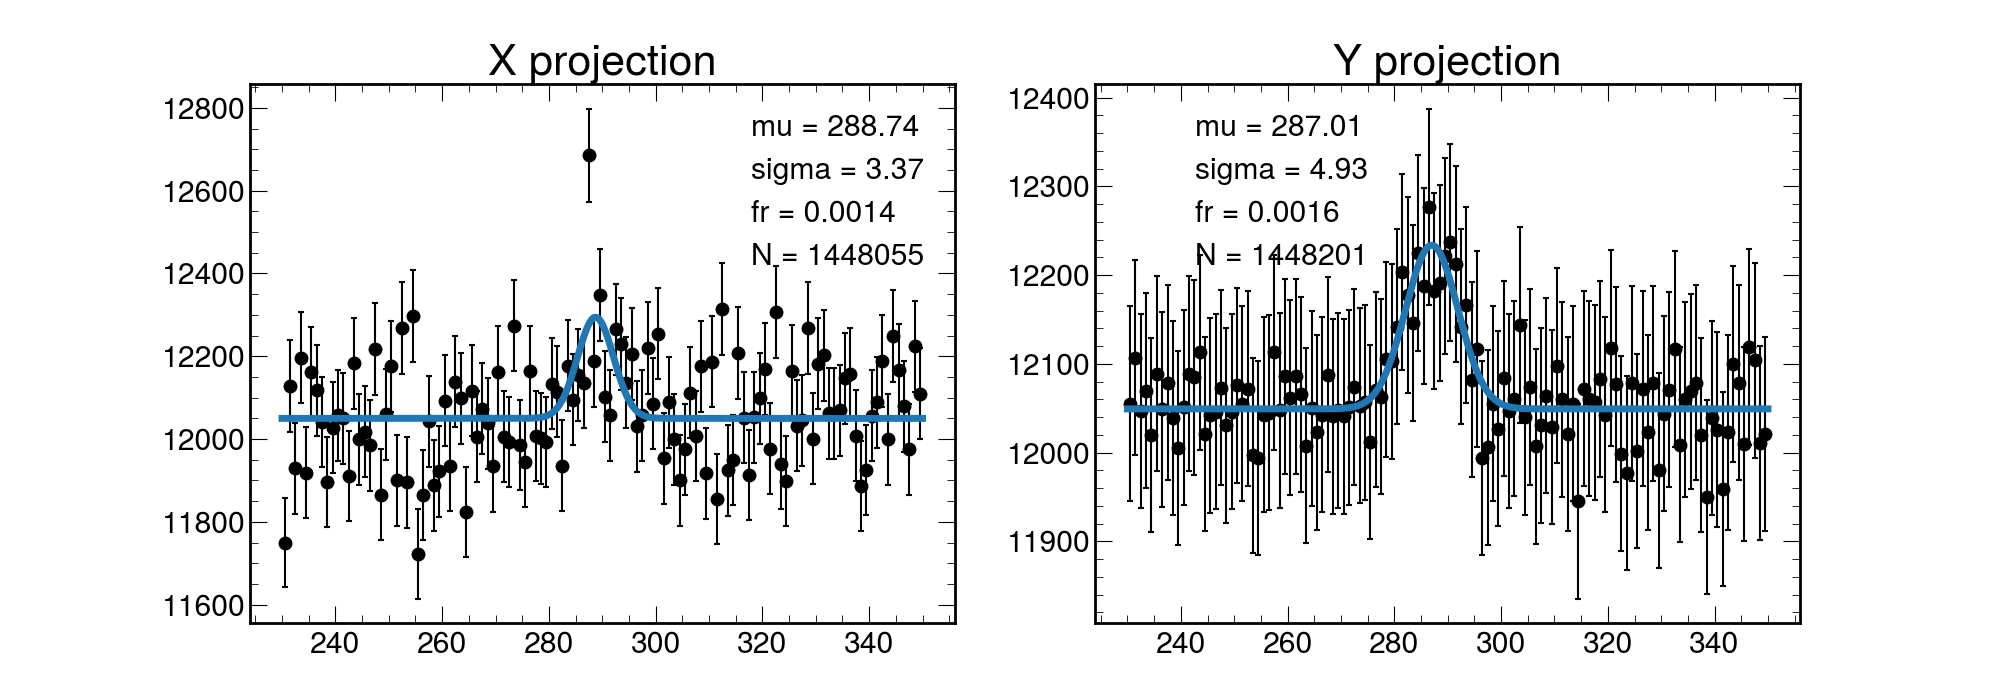 X projection
12800
12600
12400
12200
12000
11800
11600
mu = 288.74
sigma = 3.37
fr = 0.0014
N = 1448055
240 260 280 300 320 340
Y projection
12400
12300
12200
12100
12000
11900
mu = 287.01
sigma = 4.93
fr = 0.0016
N = 1448201
240 260 280 300 320 340